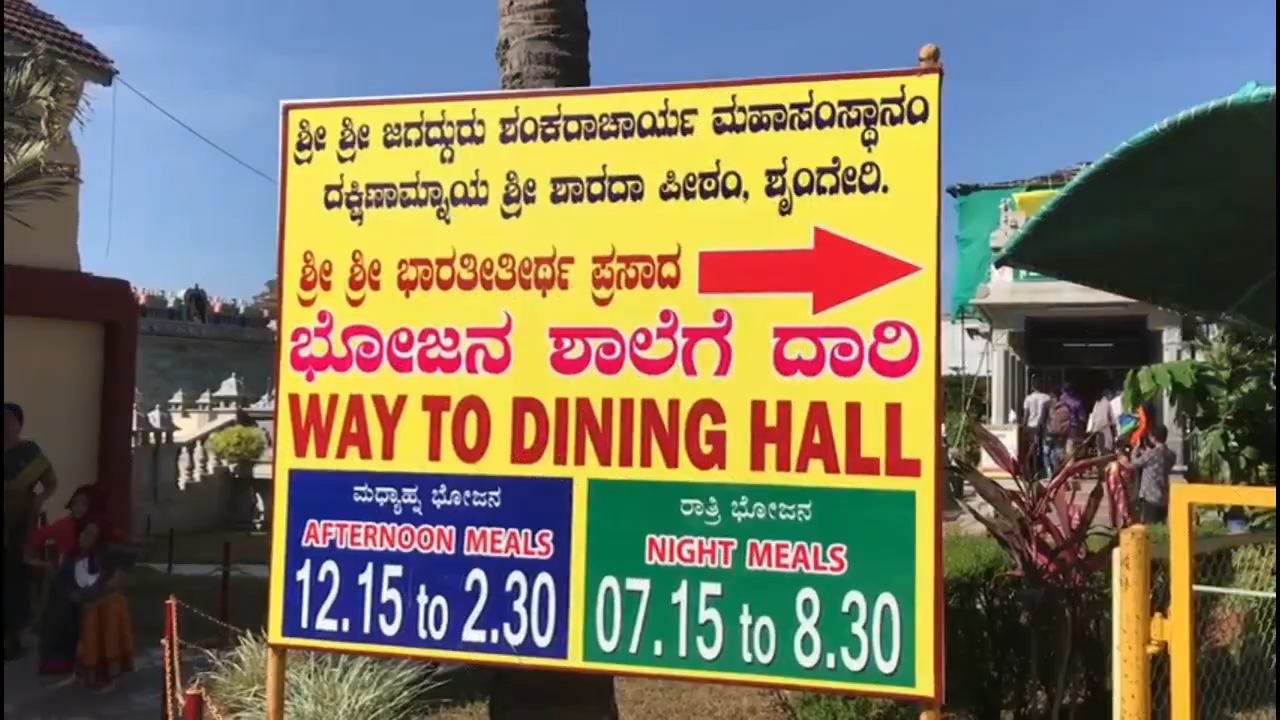 ಶ್ರೀ ಶ್ರೀ ಜಗದ್ಗುರು ಶಂಕರಾಚಾರ್ಯ ಮಹಾಸಂಸ್ಥಾನಂ
ದಕ್ಷಿಣಾಮ್ನಾಯ ಶ್ರೀ ಶಾರದಾ ಪೀಠಂ, ಶೃಂಗೇರಿ.
ಶ್ರೀ ಶ್ರೀ ಭಾರತೀತೀರ್ಥ ಪ್ರಸಾದ
ಭೋಜನ ಶಾಲೆಗೆ ದಾರಿ
WAY TO DINING HALL
ಮಧ್ಯಾಹ್ನ ಭೋಜನ
AFTERNOON MEALS
12.15 to 2.30
ರಾತ್ರಿ ಭೋಜನ
NIGHT MEALS
07.15 to 8.30